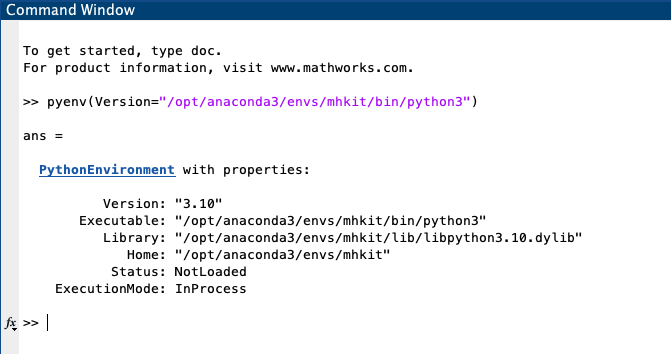 Command Window
To get started, type doc.
For product information, visit www.mathworks.com.
>> pyenv(Version="/opt/anaconda3/envs/mhkit/bin/python3")
ans =
PythonEnvironment with properties:
Version: "3.10"
Executable: "/opt/anaconda3/envs/mhkit/bin/python3"
Library: "/opt/anaconda3/envs/mhkit/lib/libpython3.10.dylib"
Home: "/opt/anaconda3/envs/mhkit"
Status: NotLoaded
ExecutionMode: InProcess
fx >>